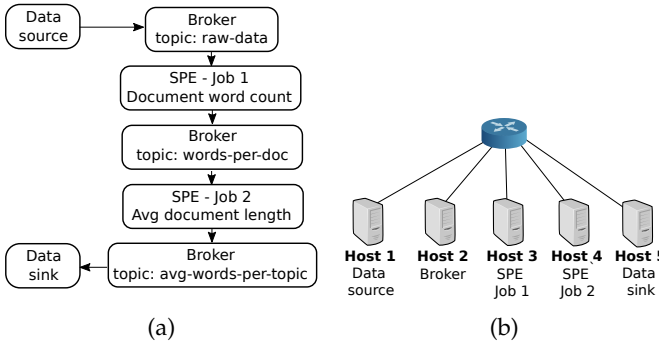 Data
source
Broker
topic: raw-data
SPE - Job 1
Document word count
Broker
topic: words-per-doc
SPE - Job 2
Avg document length
Broker
topic: avg-words-per-topic
Data
sink
(a)
Host 1 Host 2 Host 3 Host 4 Host 5
Data Broker SPE SPE Data
source Job 1 Job 2 sink
(b)